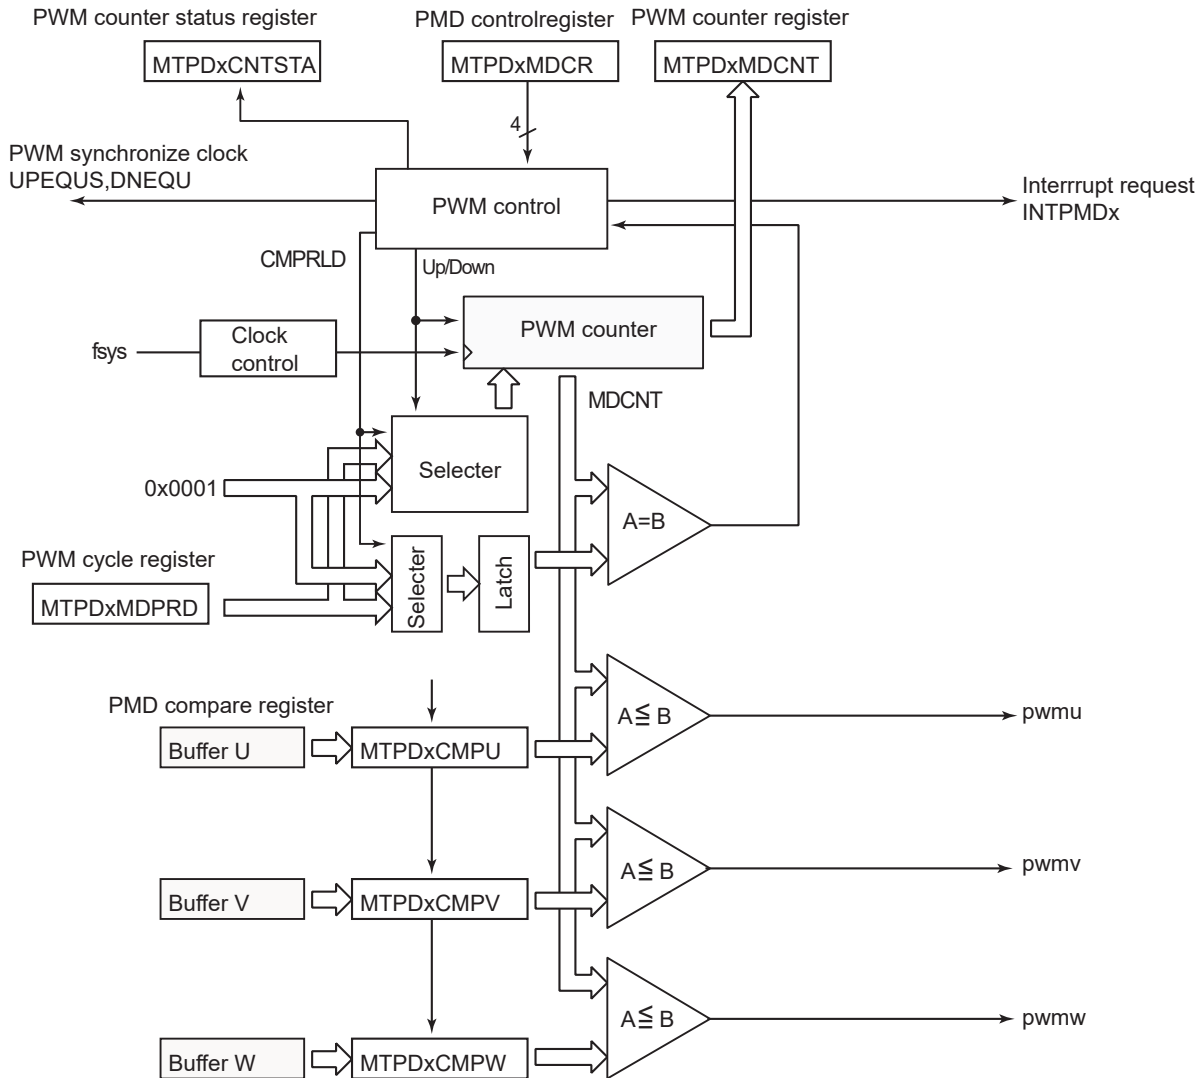 PWM counter status register
PMD controlregister
PWM counter register
MTPDxCNTSTA
MTPDxMDCR
MTPDxMDCNT
4
PWM synchronize clock
UPEQUS,DNEQU
PWM control
Interrrupt request
INTPMDx
CMPRLD
Up/Down
fsys
Clock
control
PWM counter
MDCNT
Selecter
0x0001
A=B
PWM cycle register
MTPDxMDPRD
Selecter
Latch
PMD compare register
Buffer U
MTPDxCMPU
A≦ B
pwmu
Buffer V
MTPDxCMPV
A≦ B
pwmv
Buffer W
MTPDxCMPW
A≦ B
pwmw